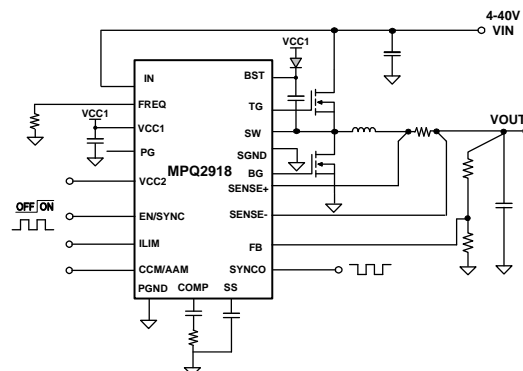 4-40V
VIN
VCC1
IN
BST
FREQ
TG
VCC1
VCC1
SW
VOUT
PG
SGND
MPQ2918
BG
VCC2
SENSE+
OFF ON
EN/SYNC
SENSE-
ILIM
FB
CCM/AAM
SYNCO
PGND
COMP
SS